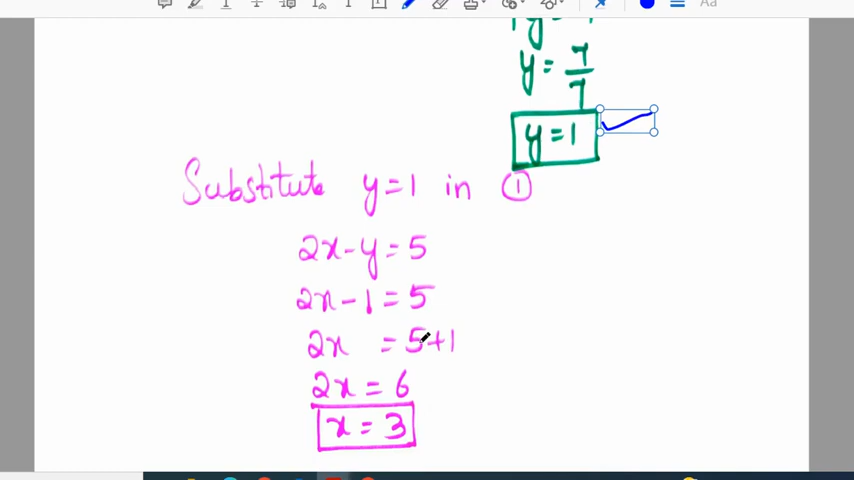 y = 7/7
y = 1
Substitute y=1 in ①
2x-y=5
2x-1=5
2x =5+1
2x = 6
x = 3